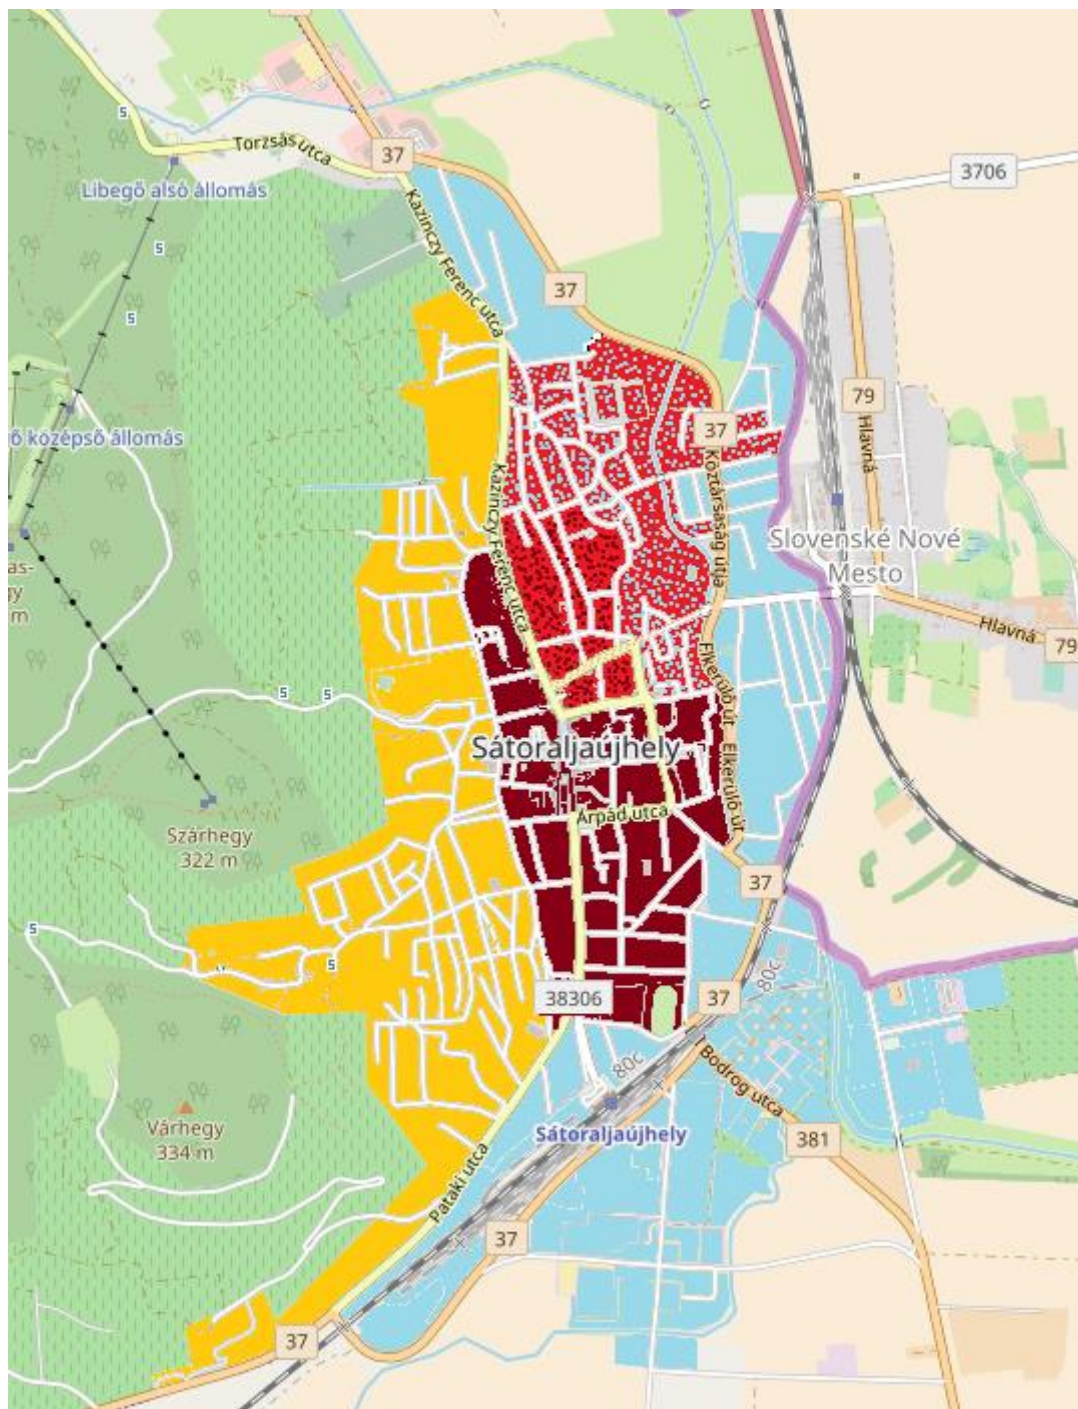 37
5
Torzsás utca
37
3706
Libegő alsó állomás
Kazinczy Ferenc utca
5
37
5
79
37
ő középső állomás
Hlavná
Kazinczy Ferenc utca
Köztársaság útja
Slovenské Nové
Mesto
as-
gy
m
Hlavná
79
Elkerülő út
5
5
Sátoraljaújhely
Elkerülő út
Árpád utca
Szárhegy
322 m
37
5
5
80c
38306
37
80c
Bodrog utca
Várhegy
334 m
Sátoraljaújhely
381
Pataki utca
37
37